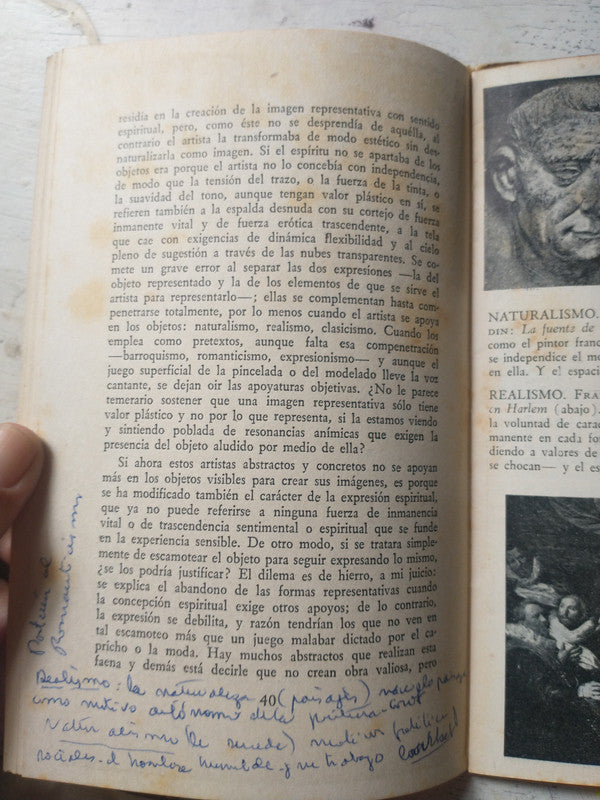 residía en la creación de la imagen representativa con sentido
espiritual, pero, como éste no se desprendía de aquélla, al
contrario el artista la transformaba de modo estético sin des-
naturalizarla como imagen. Si el espíritu no se apartaba de los
objetos era porque el artista no lo concebía con independencia,
de modo que la tensión del trazo, o la fuerza de la tinta, o
la suavidad del tono, aunque tengan valor plástico en sí, se
refieren también a la espalda desnuda con su cortejo de fuerza
inmanente vital y de fuerza erótica trascendente, a la tela
que cae con exigencias de dinámica flexibilidad y al cielo
pleno de sugestión a través de las nubes transparentes. Se co-
mete un grave error al separar las dos expresiones —la del
objeto representado y la de los elementos de que se sirve el
artista para representarlo—; ellas se complementan hasta com-
penetrarse totalmente, por lo menos cuando el artista se apoya
en los objetos: naturalismo, realismo, clasicismo. Cuando los
emplea como pretextos, aunque falta esa compenetración
—barroquismo, romanticismo, expresionismo— y aunque el
juego superficial de la pincelada o del modelado lleve la voz
cantante, se dejan oir las apoyaturas objetivas. ¿No le parece
temerario sostener que una imagen representativa sólo tiene
valor plástico y no por lo que representa, si la estamos viendo
y sintiendo poblada de resonancias anímicas que exigen la
presencia del objeto aludido por medio de ella?
Si ahora estos artistas abstractos y concretos no se apoyan
más en los objetos visibles para crear sus imágenes, es porque
se ha modificado también el carácter de la expresión espiritual,
que ya no puede referirse a ninguna fuerza de inmanencia
vital o de trascendencia sentimental o espiritual que se funde
en la experiencia sensible. De otro modo, si se tratara simple-
mente de escamotear el objeto para seguir expresando lo mismo,
¿se los podría justificar? El dilema es de hierro, a mi juicio:
se explica el abandono de las formas representativas cuando
la concepción espiritual exige otros apoyos; de lo contrario,
la expresión se debilita, y razón tendrían los que no ven en
tal escamoteo más que un juego malabar dictado por el ca-
pricho o la moda. Hay muchos abstractos que realizan esta
faena y demás está decirle que no crean obra valiosa, pero
40
al
Romanticismo
Realismo: la naturaleza (paisajes)
como motivo autónomo de la pintura
naturalismo (de) motivos
sociales. el hombre humilde y su trabajo
NATURALISMO.
DIN: La fuente de
como el pintor franc
se independice el mo
en ella. Y el espaci
REALISMO. FRA
en Harlem (abajo).
la voluntad de carac
manente en cada for
diendo a valores de
se chocan— y el es